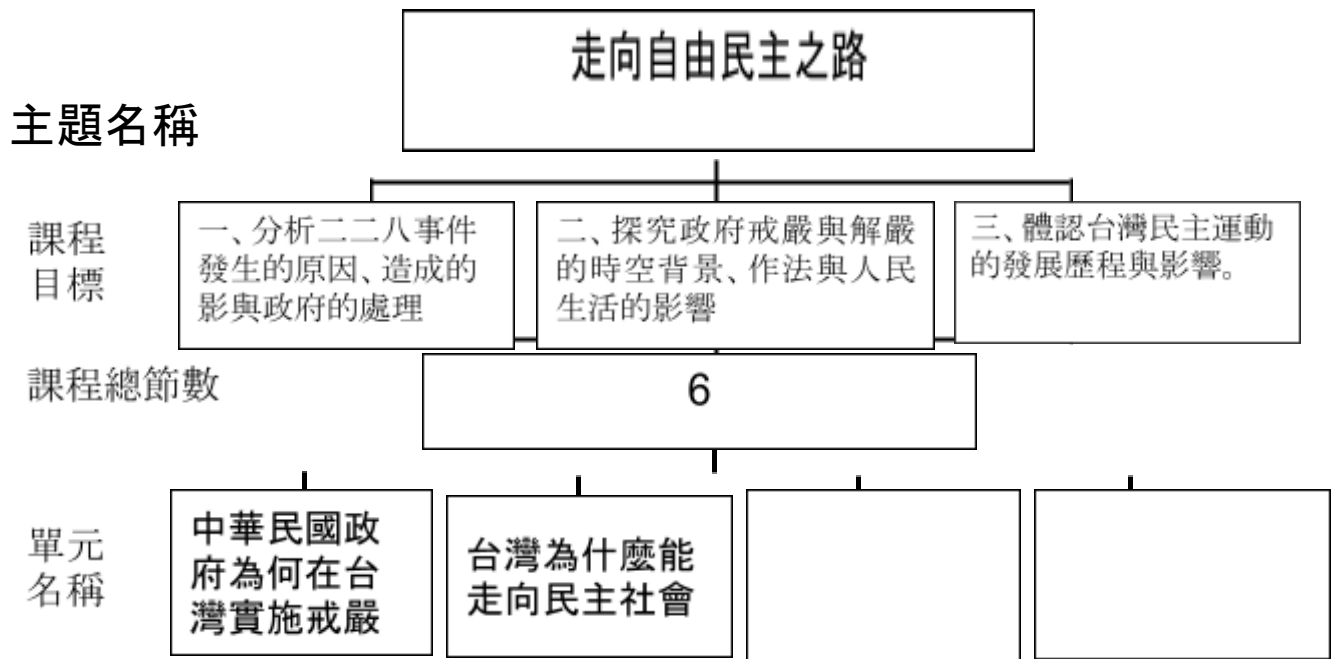 走向自由民主之路
主題名稱
課程
目標
一、分析二二八事件
發生的原因、造成的
影與政府的處理
二、探究政府戒嚴與解嚴
的時空背景、作法與人民
生活的影響
三、體認台灣民主運動
的發展歷程與影響。
課程總節數
6
單元
名稱
中華民國政
府為何在台
灣實施戒嚴
台灣為什麼能
走向民主社會